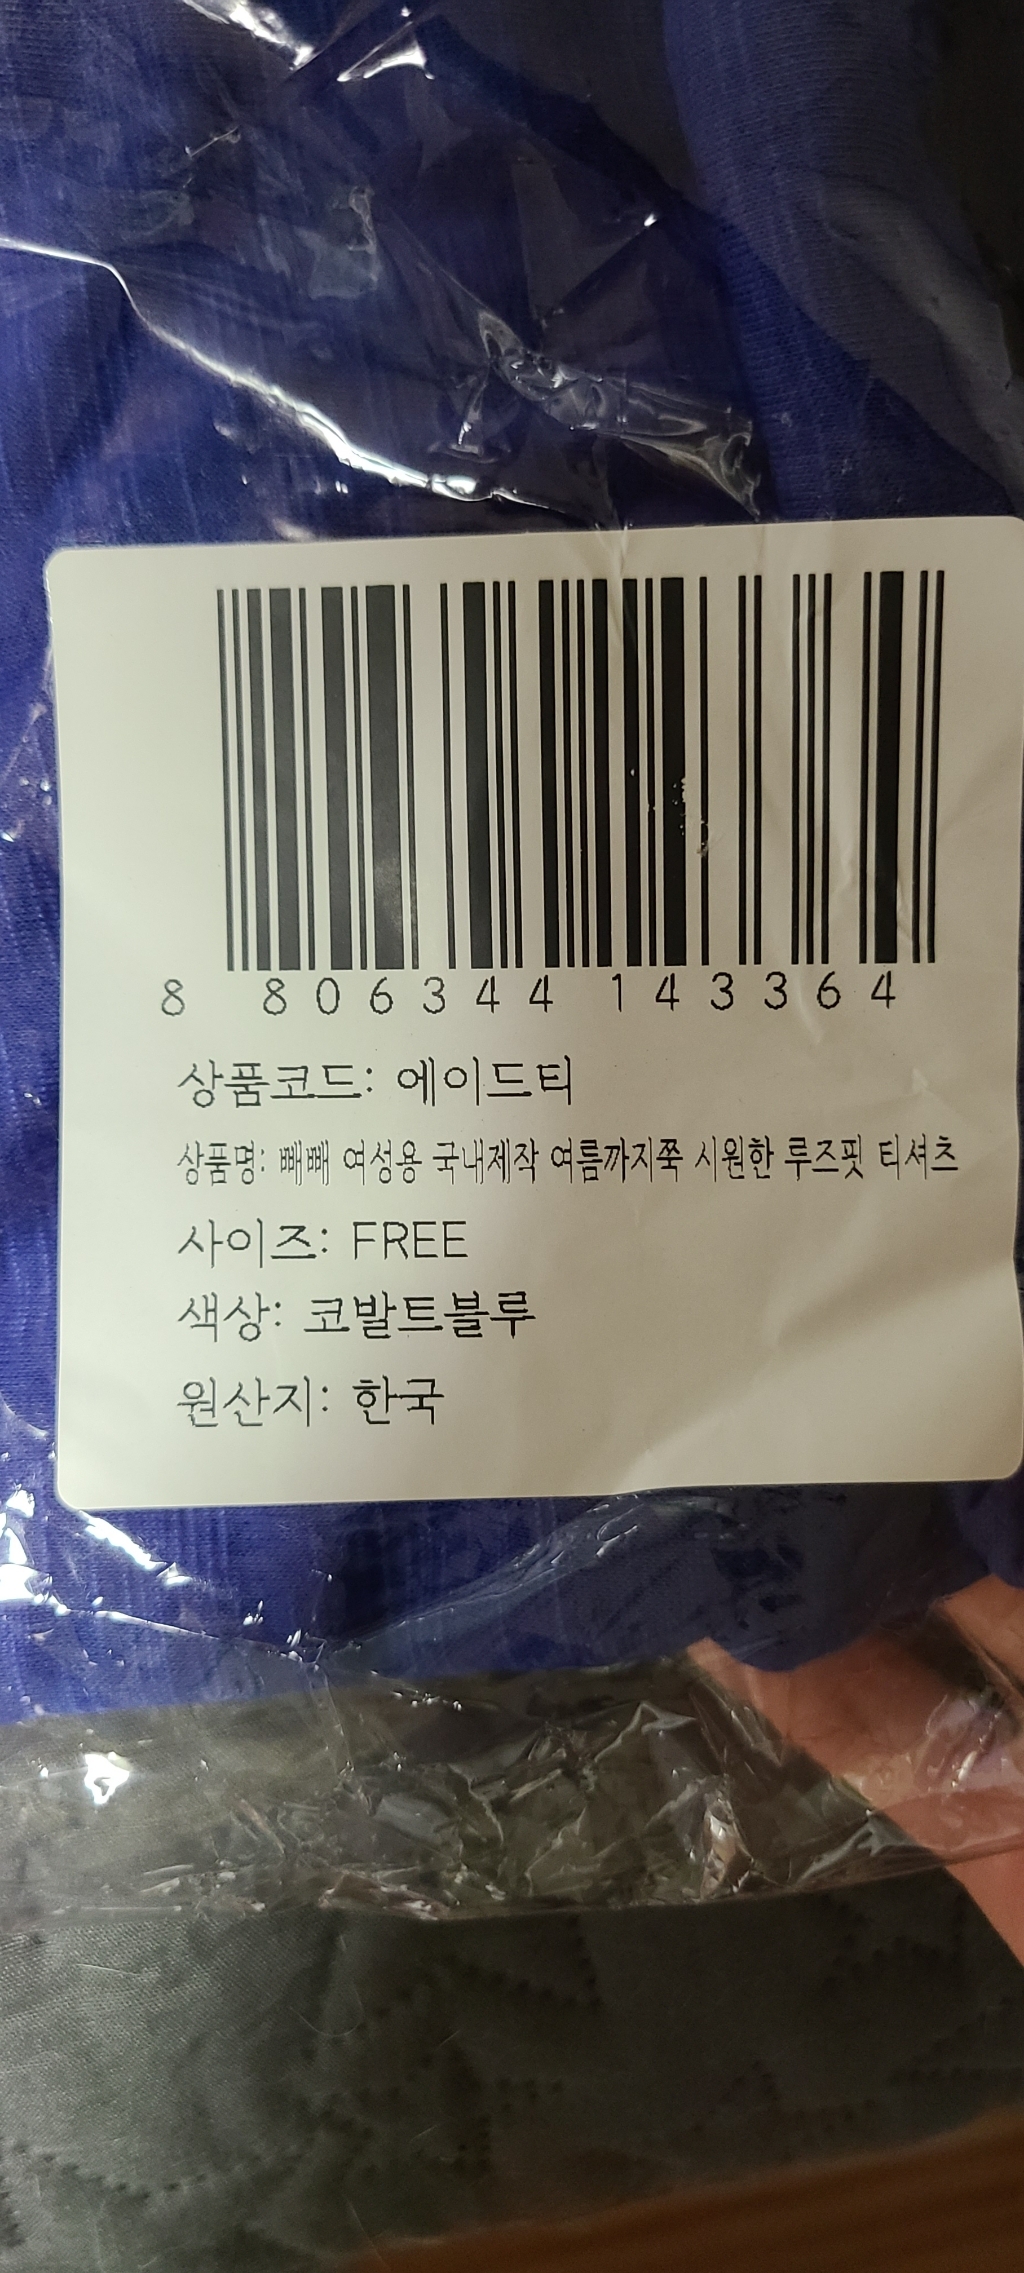 8 806344 143364
상품코드: 에이드티
상품명: 빼빼 여성용 국내제작 여름까지쭉 시원한 루즈핏 티셔츠
사이즈: FREE
색상: 코발트블루
원산지: 한국